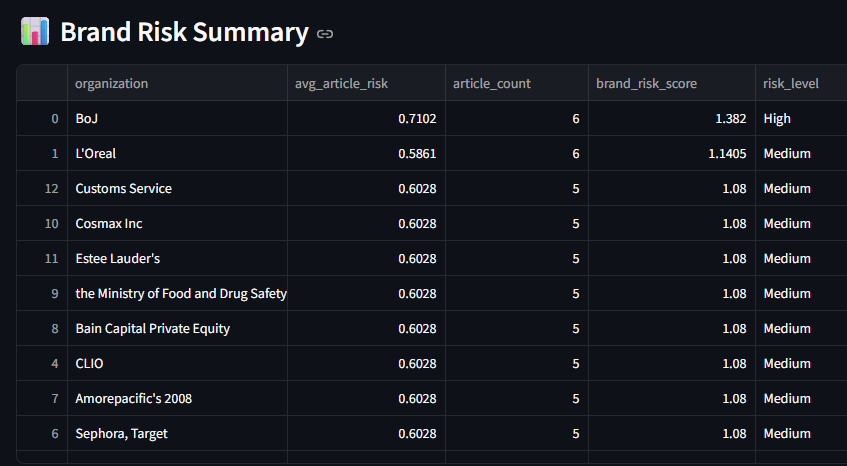 Brand Risk Summary
organization avg_article_risk article_count brand_risk_score risk_level
0 BoJ 0.7102 6 1.382 High
1 L'Oreal 0.5861 6 1.1405 Medium
12 Customs Service 0.6028 5 1.08 Medium
10 Cosmax Inc 0.6028 5 1.08 Medium
11 Estee Lauder's 0.6028 5 1.08 Medium
9 the Ministry of Food and Drug Safety 0.6028 5 1.08 Medium
8 Bain Capital Private Equity 0.6028 5 1.08 Medium
4 CLIO 0.6028 5 1.08 Medium
7 Amorepacific's 2008 0.6028 5 1.08 Medium
6 Sephora, Target 0.6028 5 1.08 Medium